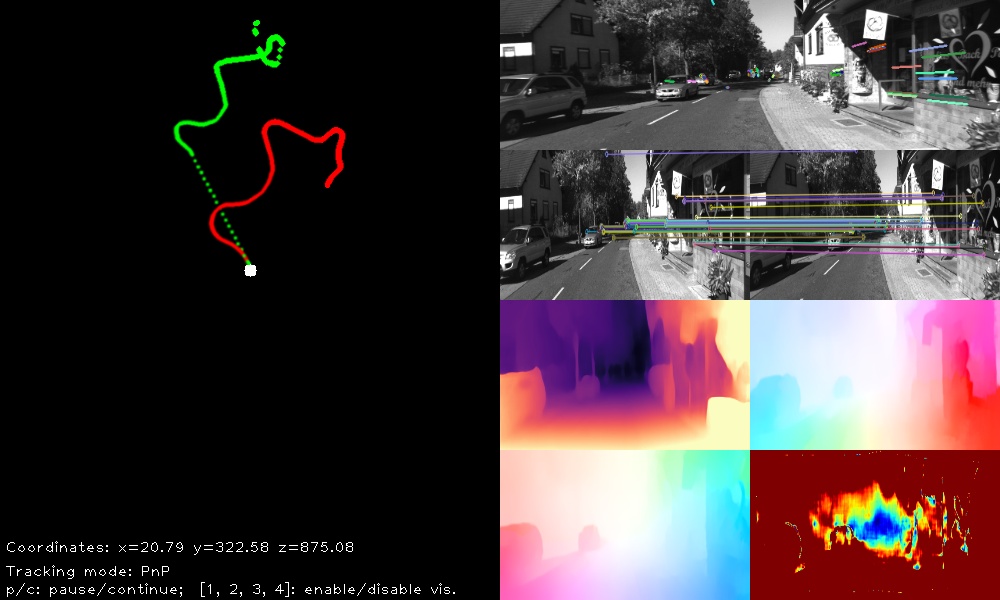 Coordinates: x=20.79 y=322.58 z=875.08
Tracking mode: PnP
p/c: pause/continue;  [1, 2, 3, 4]: enable/disable vis.